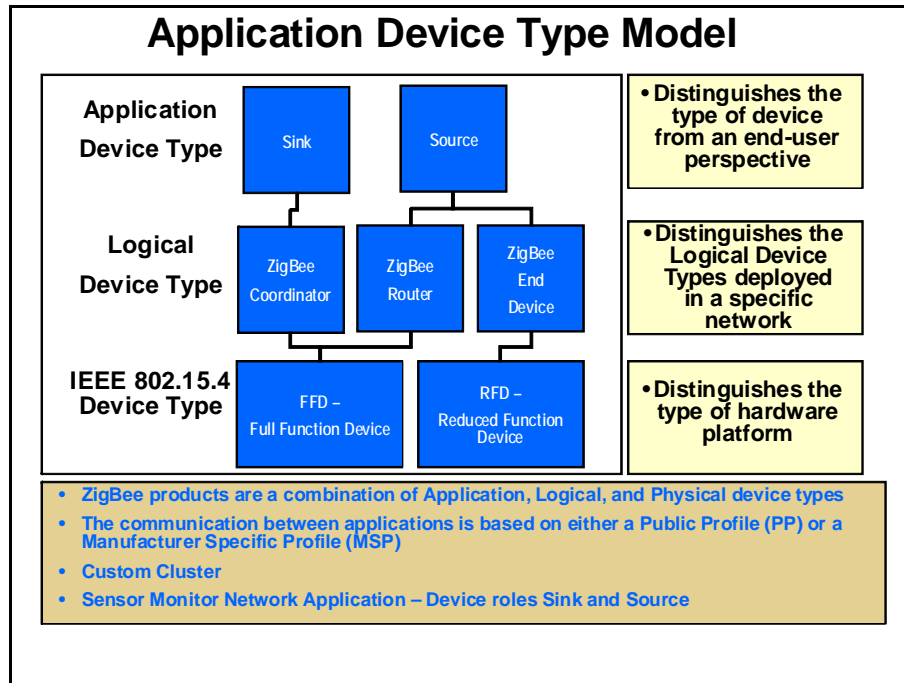 Application Device Type Model
Application
Device Type
Sink
Source
• Distinguishes the
type of device
from an end-user
perspective
Logical
Device Type
ZigBee
Coordinator
ZigBee
Router
ZigBee
End
Device
• Distinguishes the
Logical Device
Types deployed
in a specific
network
IEEE 802.15.4
Device Type
FFD –
Full Function Device
RFD –
Reduced Function
Device
• Distinguishes the
type of hardware
platform
• ZigBee products are a combination of Application, Logical, and Physical device types
• The communication between applications is based on either a Public Profile (PP) or a
Manufacturer Specific Profile (MSP)
• Custom Cluster
• Sensor Monitor Network Application – Device roles Sink and Source